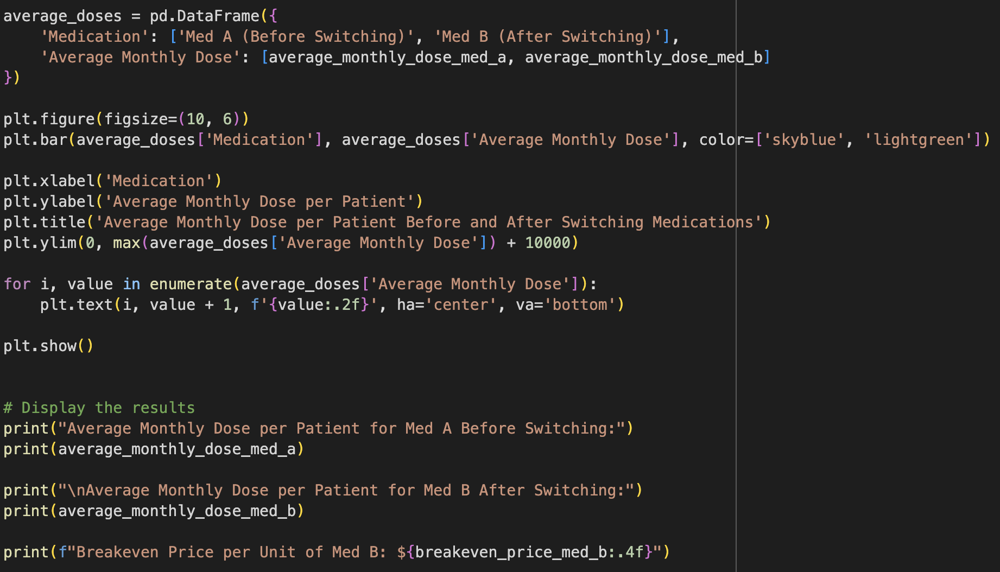 average_doses = pd.DataFrame({
    'Medication': ['Med A (Before Switching)', 'Med B (After Switching)'],
    'Average Monthly Dose': [average_monthly_dose_med_a, average_monthly_dose_med_b]
})

plt.figure(figsize=(10, 6))
plt.bar(average_doses['Medication'], average_doses['Average Monthly Dose'], color=['skyblue', 'lightgreen'])

plt.xlabel('Medication')
plt.ylabel('Average Monthly Dose per Patient')
plt.title('Average Monthly Dose per Patient Before and After Switching Medications')
plt.ylim(0, max(average_doses['Average Monthly Dose']) + 10000)

for i, value in enumerate(average_doses['Average Monthly Dose']):
    plt.text(i, value + 1, f'{value:.2f}', ha='center', va='bottom')

plt.show()

# Display the results
print("Average Monthly Dose per Patient for Med A Before Switching:")
print(average_monthly_dose_med_a)

print("\nAverage Monthly Dose per Patient for Med B After Switching:")
print(average_monthly_dose_med_b)

print(f"Breakeven Price per Unit of Med B: ${breakeven_price_med_b:.4f}")